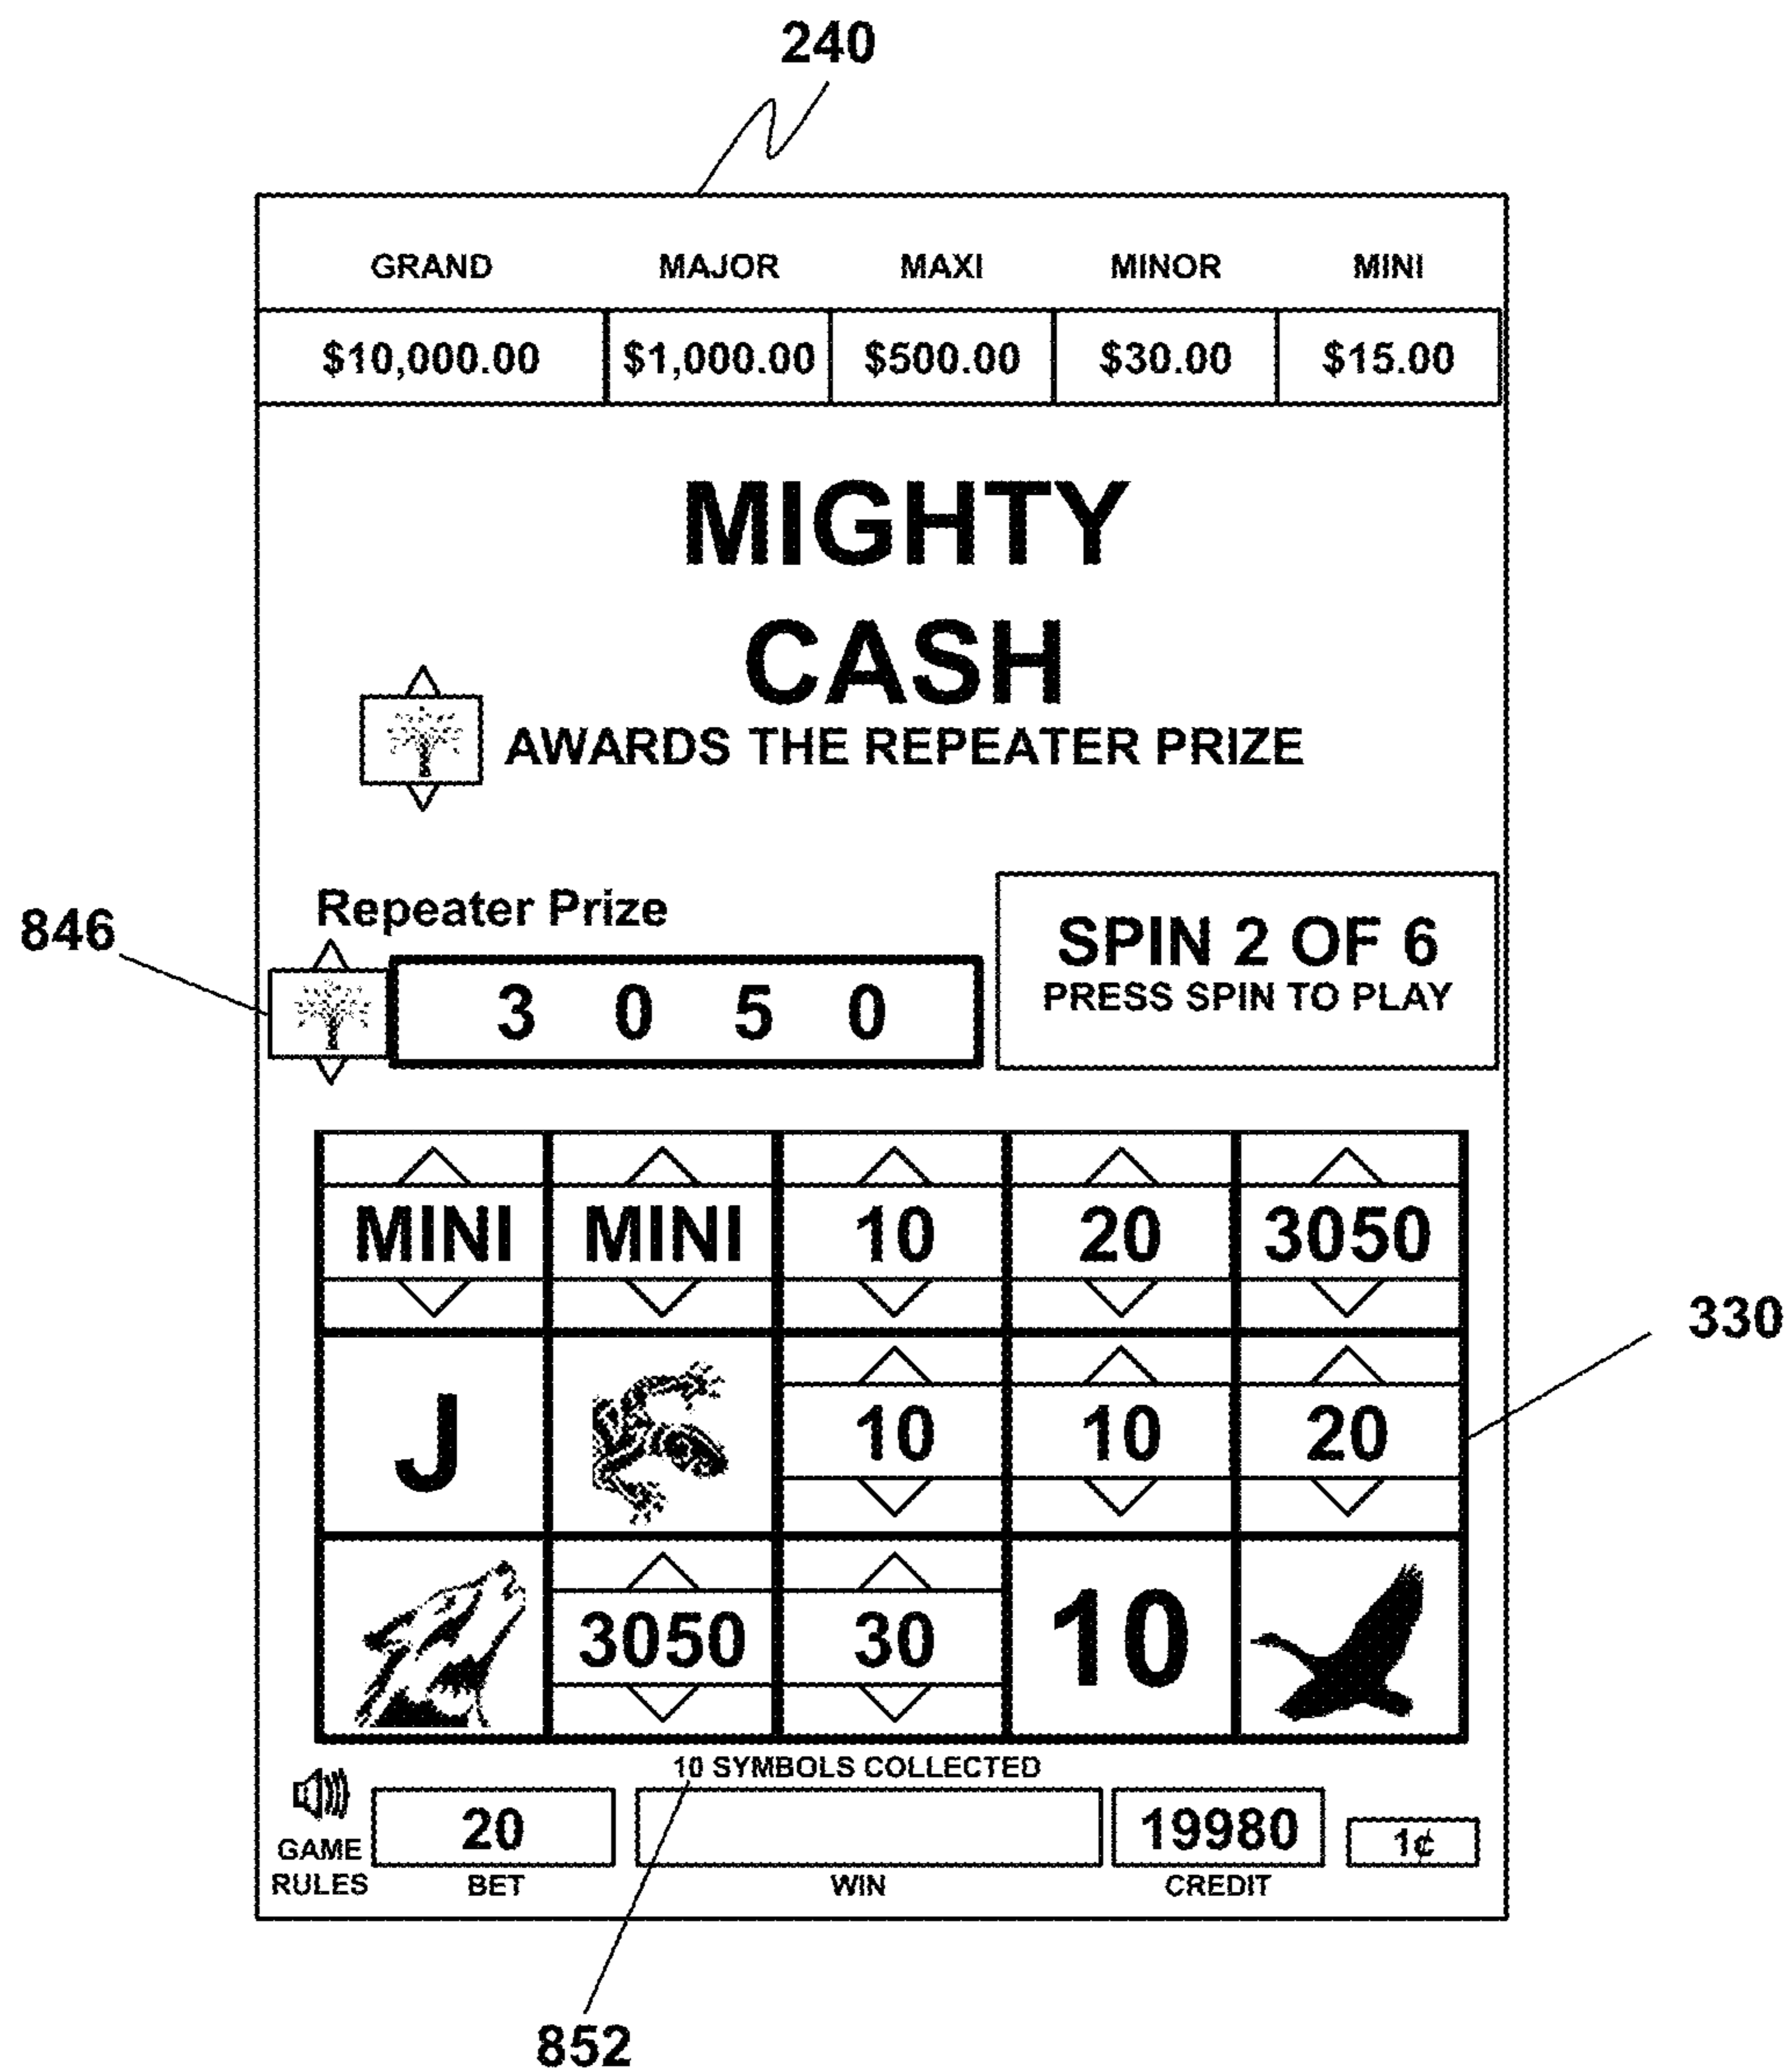 240
GRAND MAJOR MAXI MINOR MINI
$10,000.00 $1,000.00 $500.00 $30.00 $15.00
MIGHTY
CASH
AWARDS THE REPEATER PRIZE
846
Repeater Prize
3 0 5 0
SPIN 2 OF 6
PRESS SPIN TO PLAY
MINI MINI 10 20 3050
330
J 10 10 20
3050 30 10
10 SYMBOLS COLLECTED
GAME
RULES
20
BET
WIN
19980
CREDIT
1¢
852